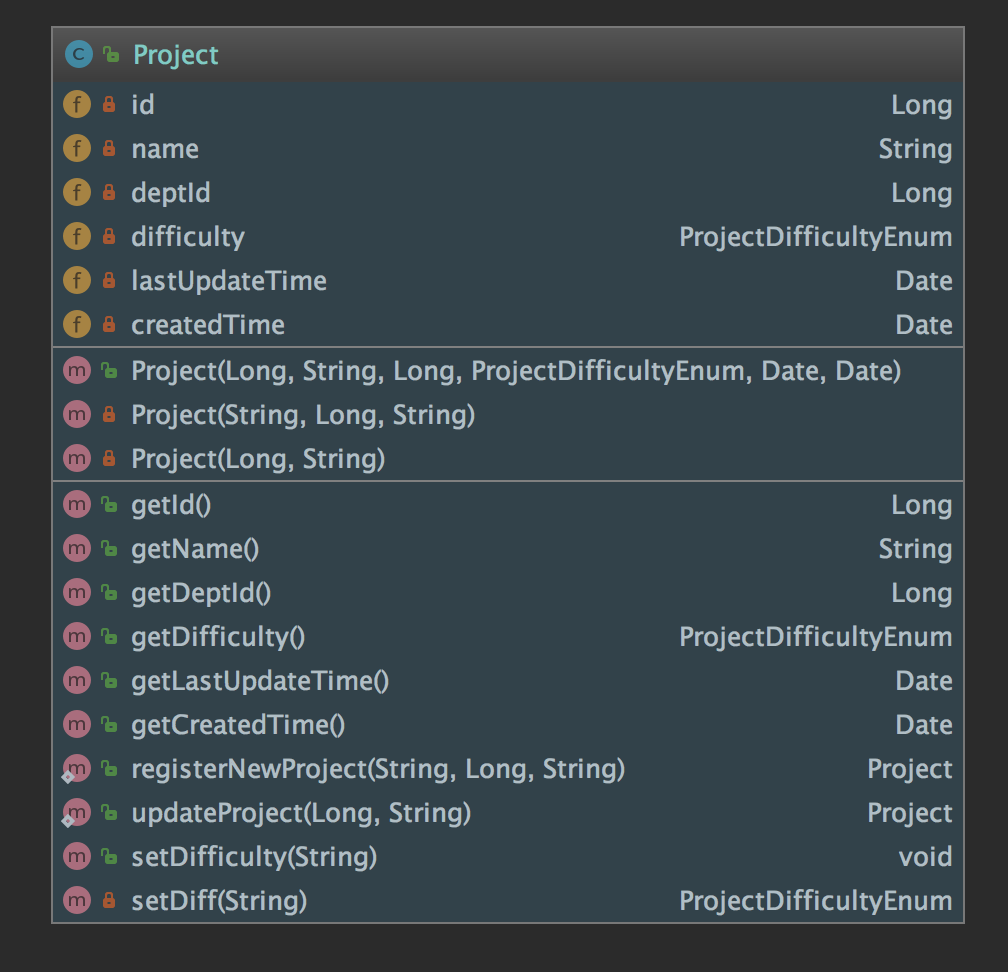 C Project
f id Long
f name String
f deptId Long
f difficulty ProjectDifficultyEnum
f lastUpdateTime Date
f createdTime Date
m Project(Long, String, Long, ProjectDifficultyEnum, Date, Date)
m Project(String, Long, String)
m Project(Long, String)
m getId() Long
m getName() String
m getDeptId() Long
m getDifficulty() ProjectDifficultyEnum
m getLastUpdateTime() Date
m getCreatedTime() Date
m registerNewProject(String, Long, String) Project
m updateProject(Long, String) Project
m setDifficulty(String) void
m setDiff(String) ProjectDifficultyEnum